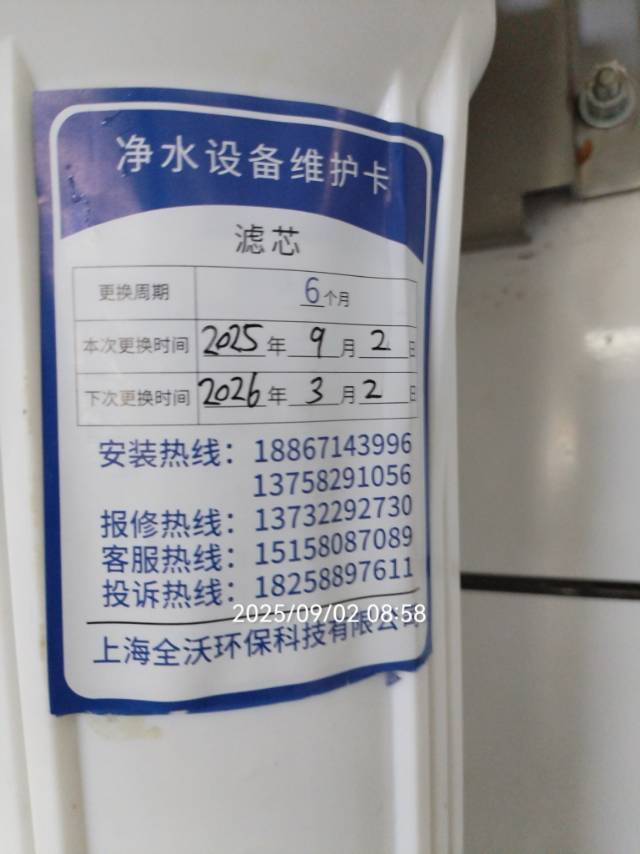 净水设备维护卡
滤芯
更换周期 6个月
本次更换时间 2025年 9 月 2 日
下次更换时间 2026年 3 月 2 日
安装热线：18867143996
13758291056
报修热线：13732292730
客服热线：15158087089
投诉热线：18258897611
2025/09/02 08:58
上海全沃环保科技有限公司